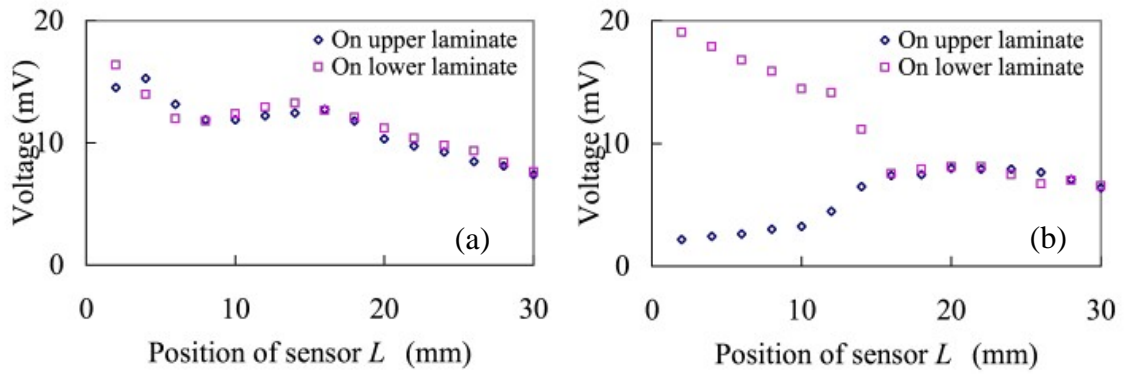 20
On upper laminate
On lower laminate
10
Voltage (mV)
(a)
0
0 10 20 30
Position of sensor L (mm)
20
On upper laminate
On lower laminate
10
Voltage (mV)
(b)
0
0 10 20 30
Position of sensor L (mm)